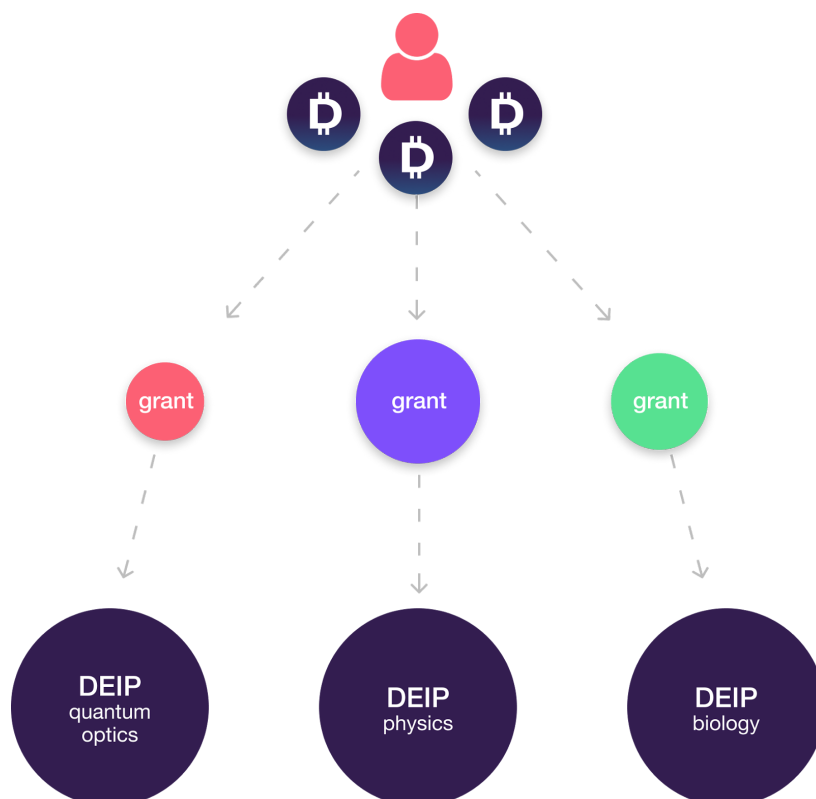 grant
grant
grant
DEIP
quantum
optics
DEIP
physics
DEIP
biology